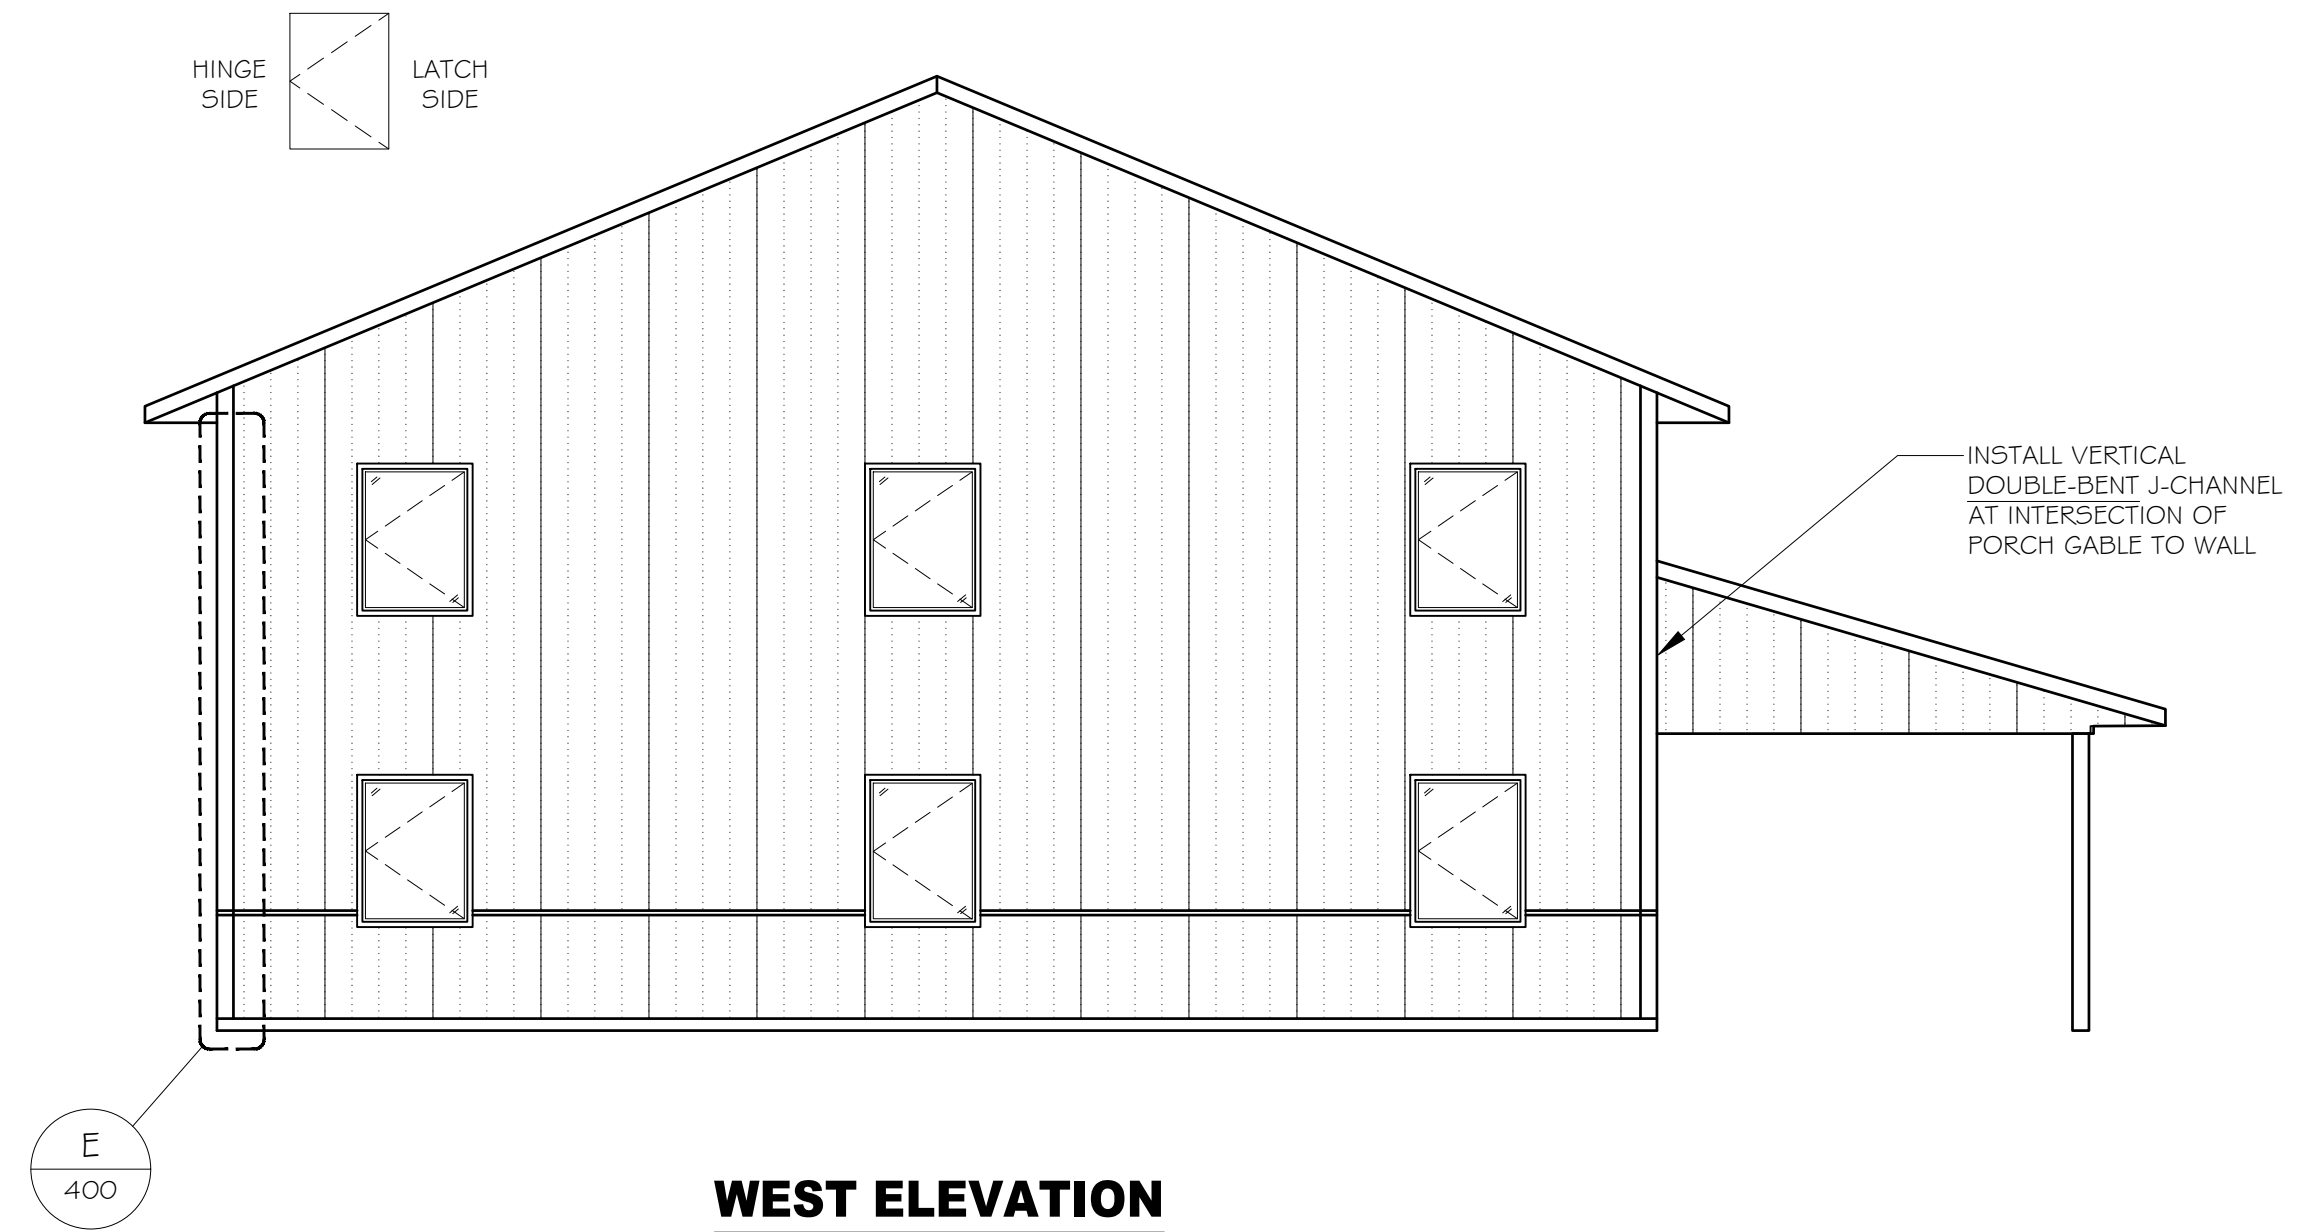 HINGE
SIDE
LATCH
SIDE
INSTALL VERTICAL
DOUBLE-BENT J-CHANNEL
AT INTERSECTION OF
PORCH GABLE TO WALL
E
400
WEST ELEVATION